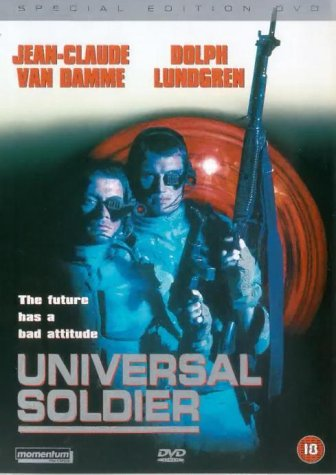 SPECIAL EDITION DVD
JEAN-CLAUDE
VAN DAMME
DOLPH
LUNDGREN
The future
has a
bad attitude
UNIVERSAL
SOLDIER
momentum
DVD
18